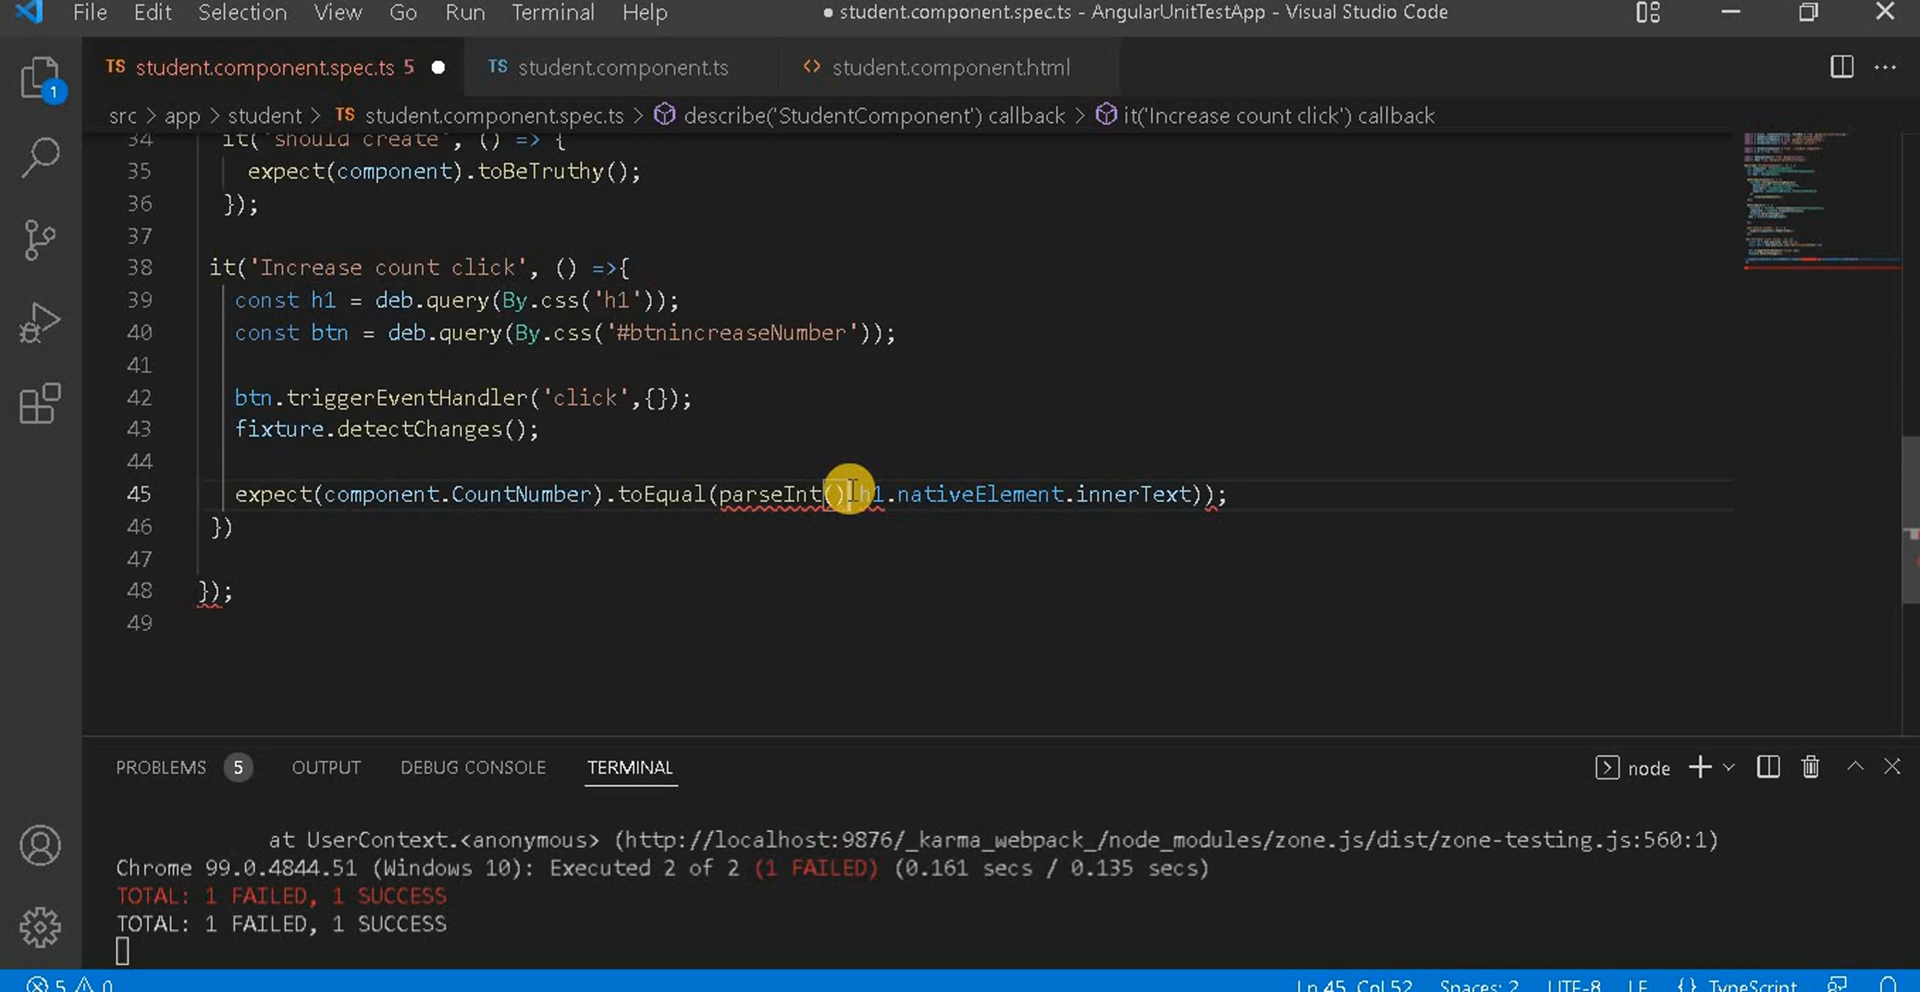 File Edit Selection View Go Run Terminal Help ● student.component.spec.ts - AngularUnitTestApp - Visual Studio Code
TS student.component.spec.ts 5 ● TS student.component.ts <> student.component.html
1
src > app > student > TS student.component.spec.ts > describe('StudentComponent') callback > it('Increase count click') callback
34 it('should create', () => {
35 expect(component).toBeTruthy();
36 });
37
38 it('Increase count click', () =>{
39 const h1 = deb.query(By.css('h1'));
40 const btn = deb.query(By.css('#btnincreaseNumber'));
41
42 btn.triggerEventHandler('click',{});
43 fixture.detectChanges();
44
45 expect(component.CountNumber).toEqual(parseInt() h1.nativeElement.innerText));
46 })
47
48 });
49
PROBLEMS 5 OUTPUT DEBUG CONSOLE TERMINAL node
at UserContext.<anonymous> (http://localhost:9876/_karma_webpack_/node_modules/zone.js/dist/zone-testing.js:560:1)
Chrome 99.0.4844.51 (Windows 10): Executed 2 of 2 (1 FAILED) (0.161 secs / 0.135 secs)
TOTAL: 1 FAILED, 1 SUCCESS
TOTAL: 1 FAILED, 1 SUCCESS
5 0 Ln 45, Col 52 Spaces: 2 UTF-8 LF {} TypeScript